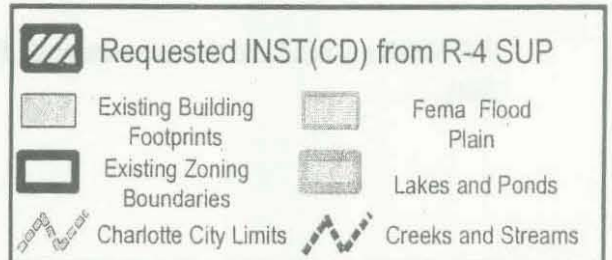 Requested INST(CD) from R-4 SUP
Existing Building
Footprints
Fema Flood
Plain
Existing Zoning
Boundaries
Lakes and Ponds
Charlotte City Limits
Creeks and Streams